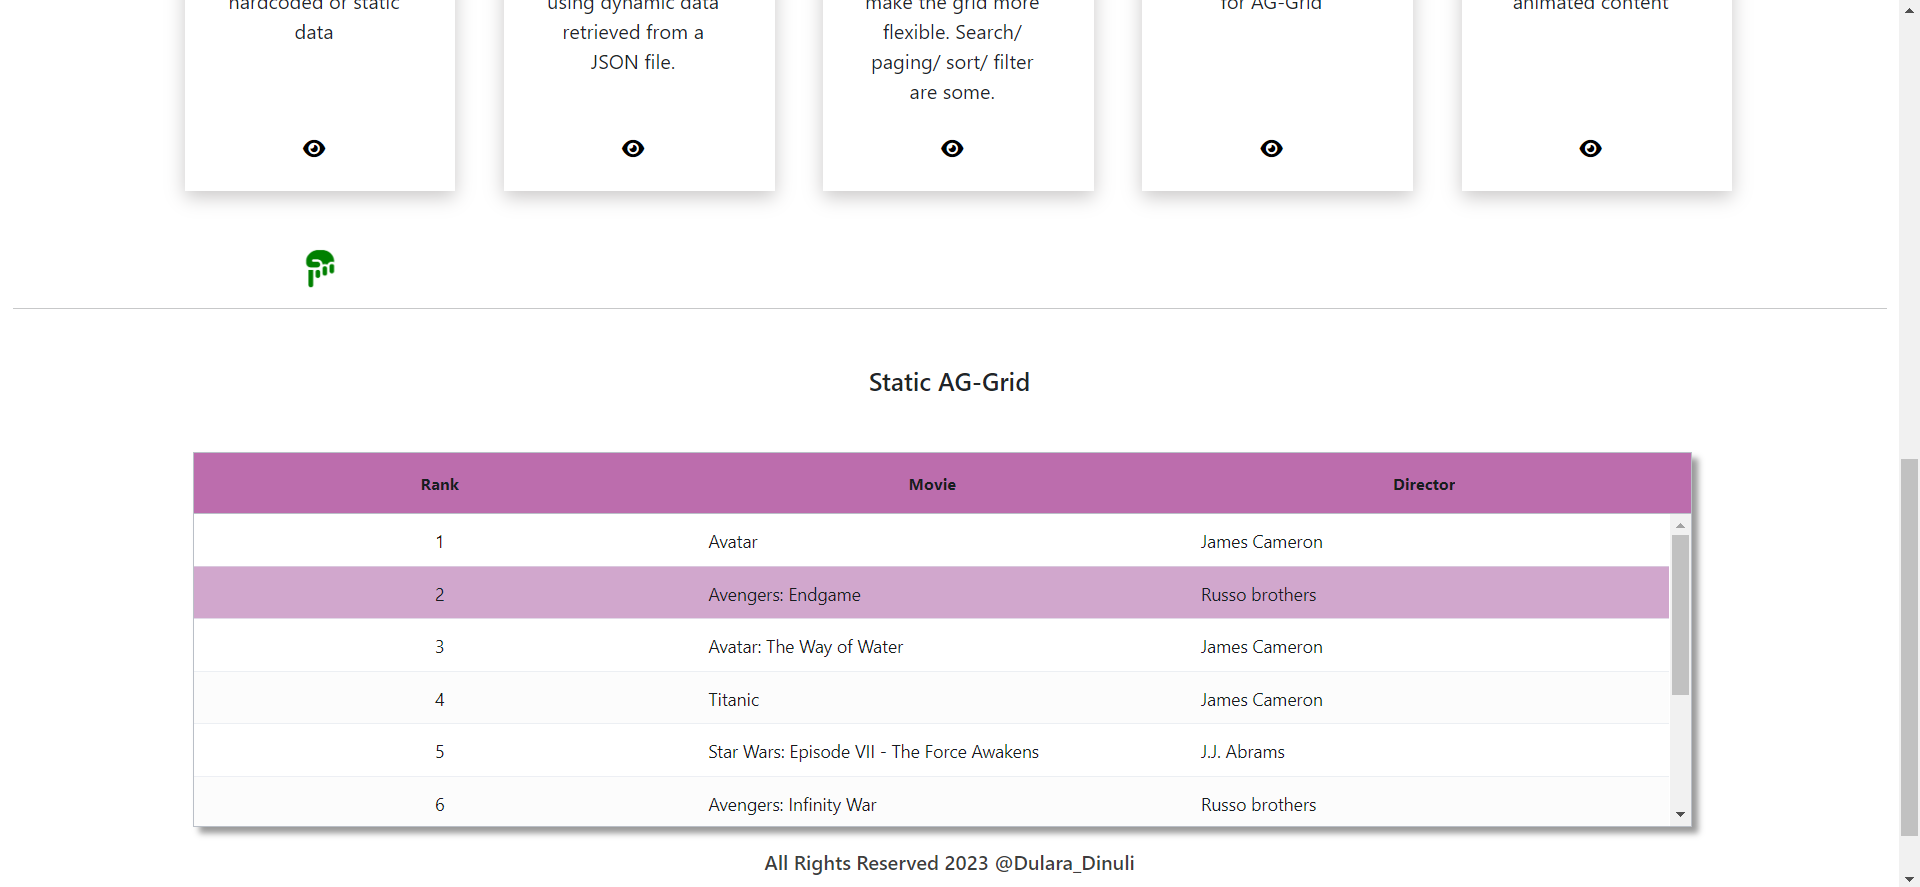 hardcoded or static
data
using dynamic data
retrieved from a
JSON file.
make the grid more
flexible. Search/
paging/ sort/ filter
are some.
for AG-Grid
animated content
Static AG-Grid
Rank Movie Director
1 Avatar James Cameron
2 Avengers: Endgame Russo brothers
3 Avatar: The Way of Water James Cameron
4 Titanic James Cameron
5 Star Wars: Episode VII - The Force Awakens J.J. Abrams
6 Avengers: Infinity War Russo brothers
All Rights Reserved 2023 @Dulara_Dinuli